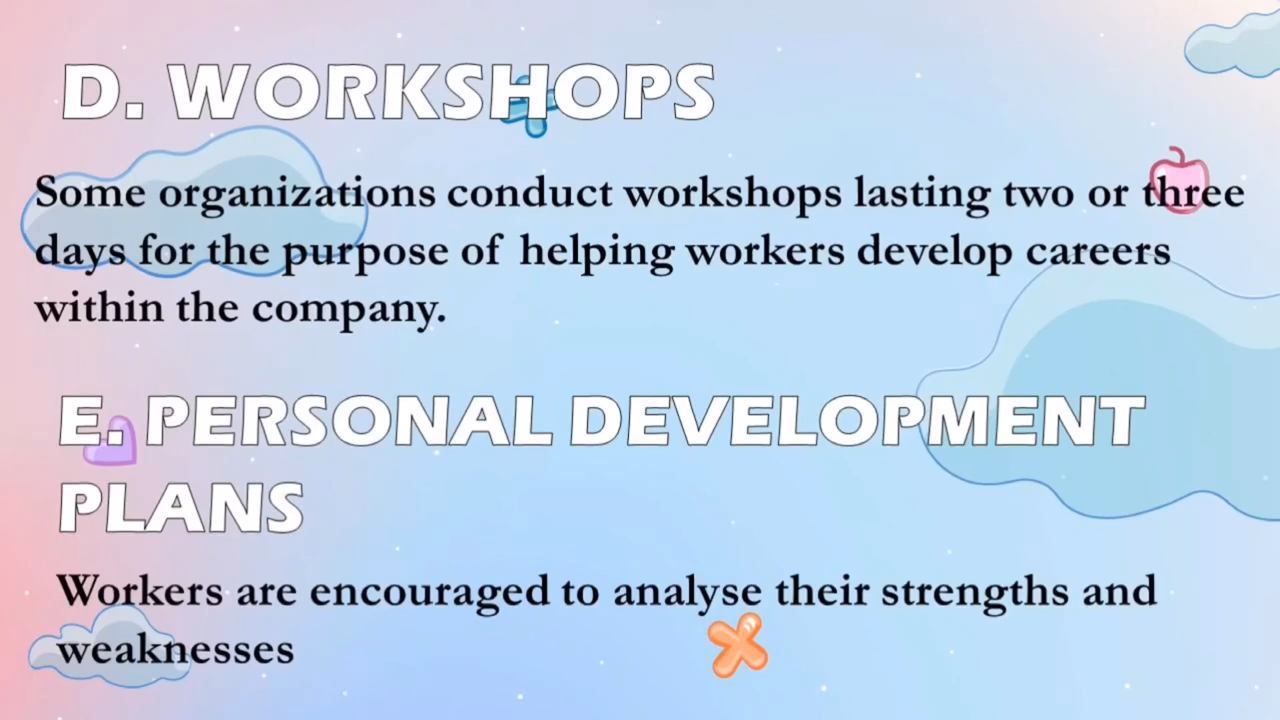 D. WORKSHOPS
Some organizations conduct workshops lasting two or three
days for the purpose of helping workers develop careers
within the company.
E. PERSONAL DEVELOPMENT
PLANS
Workers are encouraged to analyse their strengths and
weaknesses